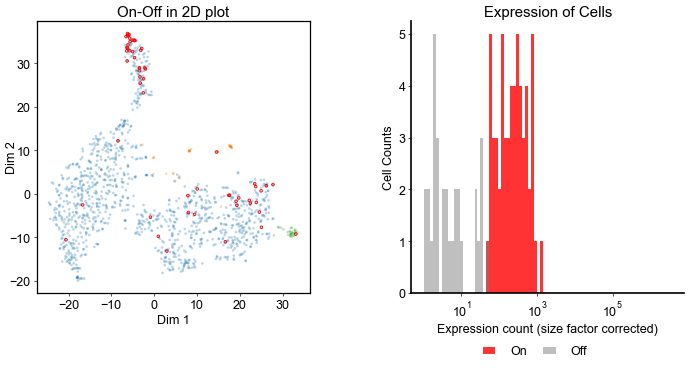 On-Off in 2D plot
Dim 2
30
20
10
0
−10
−20
−20 −10 0 10 20 30
Dim 1
Expression of Cells
Cell Counts
5
4
3
2
1
0
10^1 10^3 10^5
Expression count (size factor corrected)
On Off